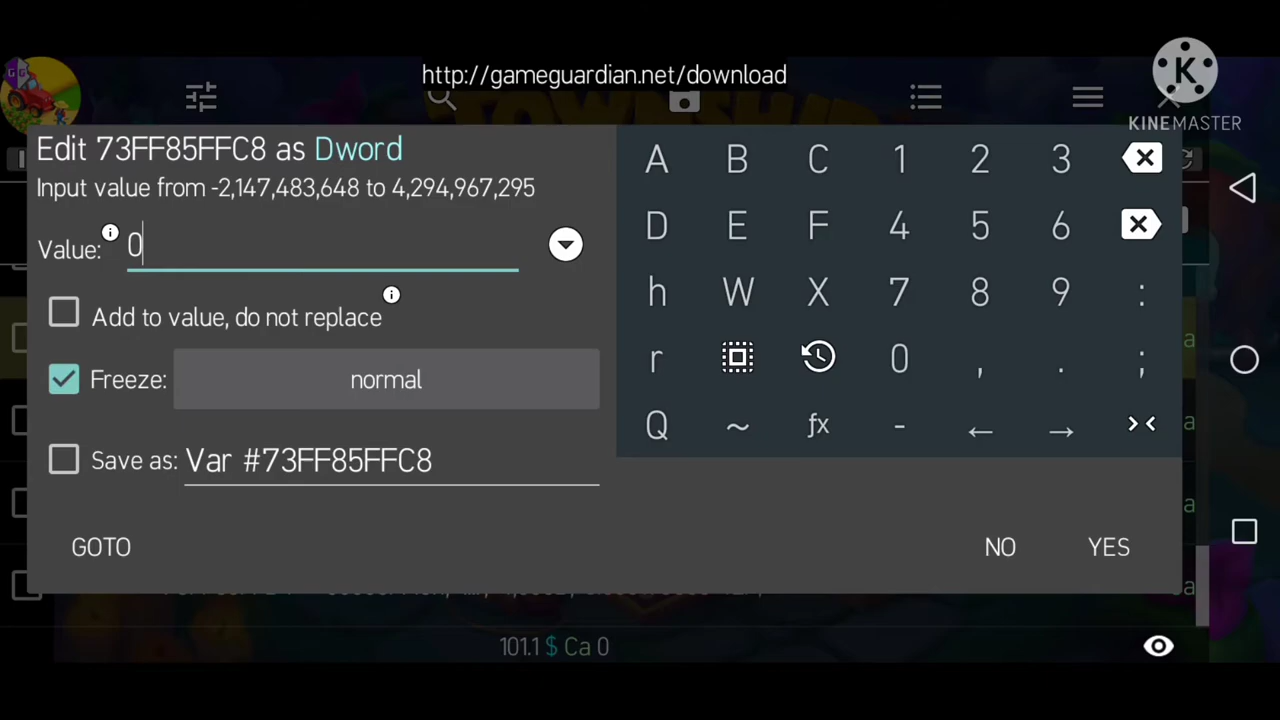 http://gameguardian.net/download
KINEMASTER
Edit 73FF85FFC8 as Dword
Input value from -2,147,483,648 to 4,294,967,295
Value: 0
Add to value, do not replace
Freeze: normal
Save as: Var #73FF85FFC8
GOTO
NO YES
A B C 1 2 3
D E F 4 5 6
h W X 7 8 9 :
r 0 , . ;
Q ~ ƒx - ← → ><
101.1 $ Ca 0